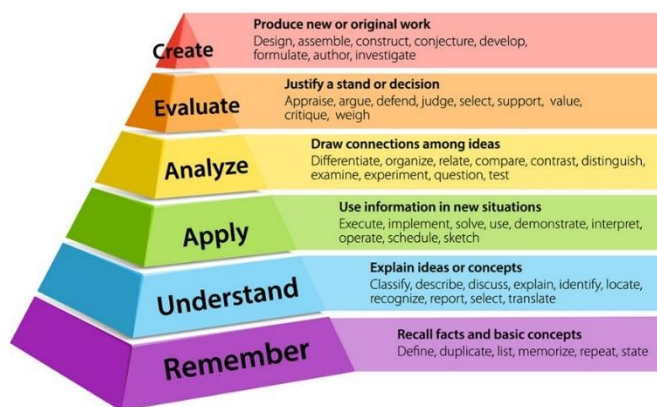 Create
Produce new or original work
Design, assemble, construct, conjecture, develop,
formulate, author, investigate
Evaluate
Justify a stand or decision
Appraise, argue, defend, judge, select, support, value,
critique, weigh
Analyze
Draw connections among ideas
Differentiate, organize, relate, compare, contrast, distinguish,
examine, experiment, question, test
Apply
Use information in new situations
Execute, implement, solve, use, demonstrate, interpret,
operate, schedule, sketch
Understand
Explain ideas or concepts
Classify, describe, discuss, explain, identify, locate,
recognize, report, select, translate
Remember
Recall facts and basic concepts
Define, duplicate, list, memorize, repeat, state